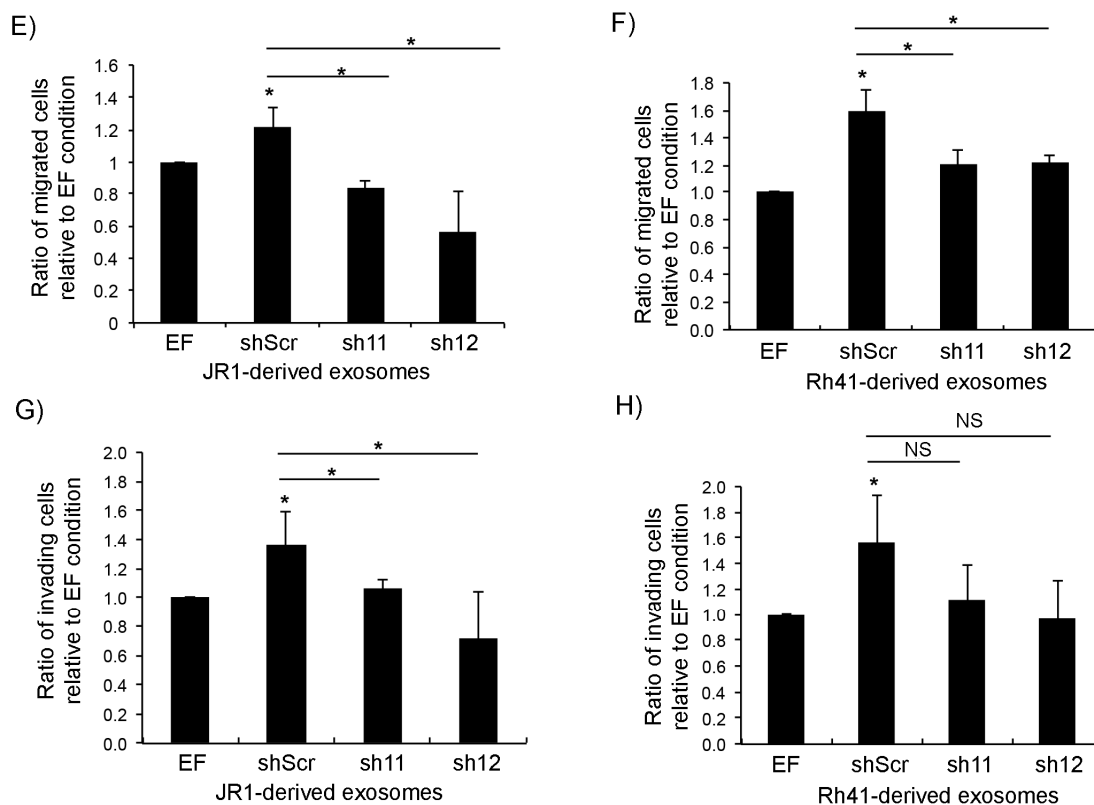 E)
*
*
*
Ratio of migrated cells
relative to EF condition
1.6
1.4
1.2
1
0.8
0.6
0.4
0.2
0
EF shScr sh11 sh12
JR1-derived exosomes
F)
*
*
*
Ratio of migrated cells
relative to EF condition
1.8
1.6
1.4
1.2
1.0
0.8
0.6
0.4
0.2
0.0
EF shScr sh11 sh12
Rh41-derived exosomes
G)
*
*
*
Ratio of invading cells
relative to EF condition
2.0
1.8
1.6
1.4
1.2
1.0
0.8
0.6
0.4
0.2
0.0
EF shScr sh11 sh12
JR1-derived exosomes
H)
NS
NS
*
Ratio of invading cells
relative to EF condition
2.0
1.8
1.6
1.4
1.2
1.0
0.8
0.6
0.4
0.2
0.0
EF shScr sh11 sh12
Rh41-derived exosomes